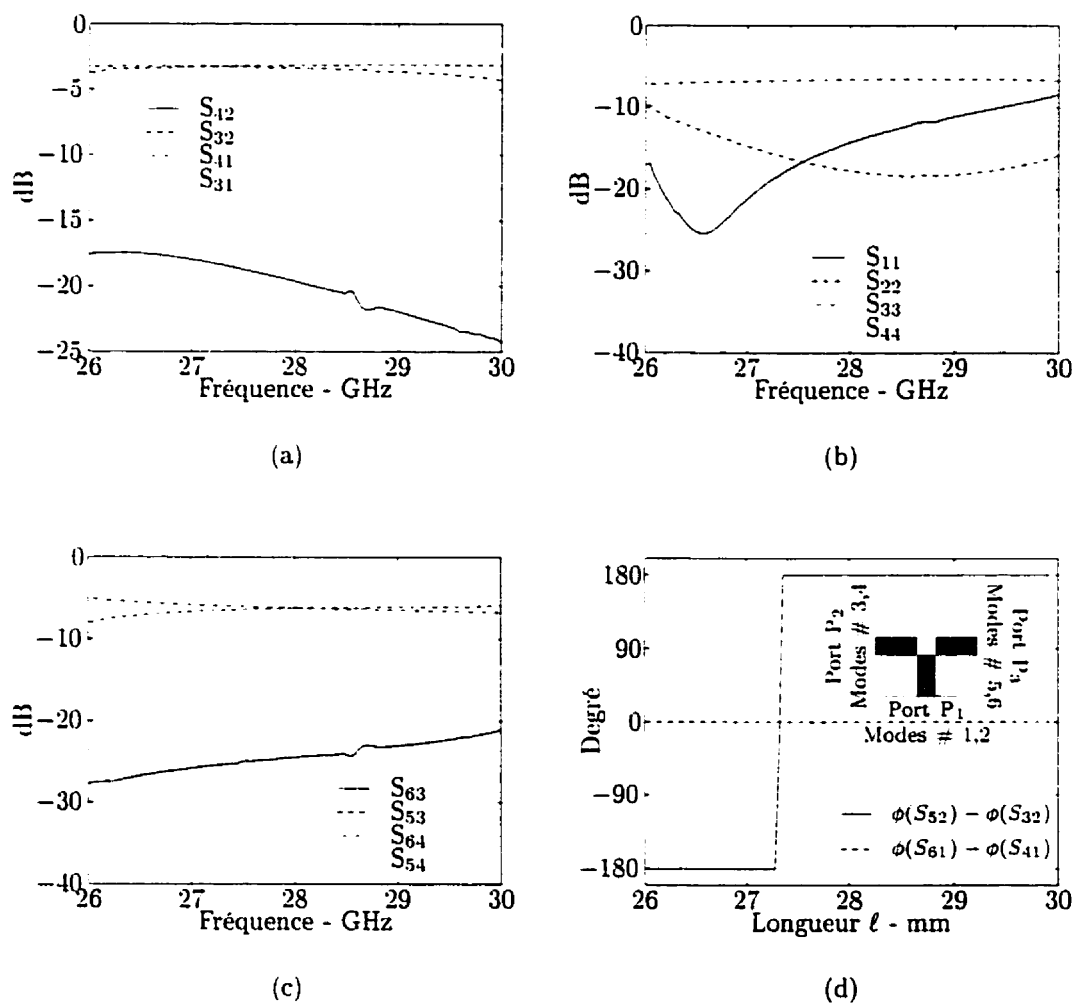 0
−5
−10
−15
−20
−25
dB
S42
S32
S41
S31
26 27 28 29 30
Fréquence - GHz
(a)
0
−10
−20
−30
−40
dB
S11
S22
S33
S44
26 27 28 29 30
Fréquence - GHz
(b)
0
−10
−20
−30
−40
dB
S63
S53
S64
S54
26 27 28 29 30
Fréquence - GHz
(c)
180
90
0
−90
−180
Degré
Port P2
Modes # 3,4
Port P3
Modes # 5,6
Port P1
Modes # 1,2
ϕ(S52) − ϕ(S32)
ϕ(S61) − ϕ(S41)
26 27 28 29 30
Longueur ℓ - mm
(d)